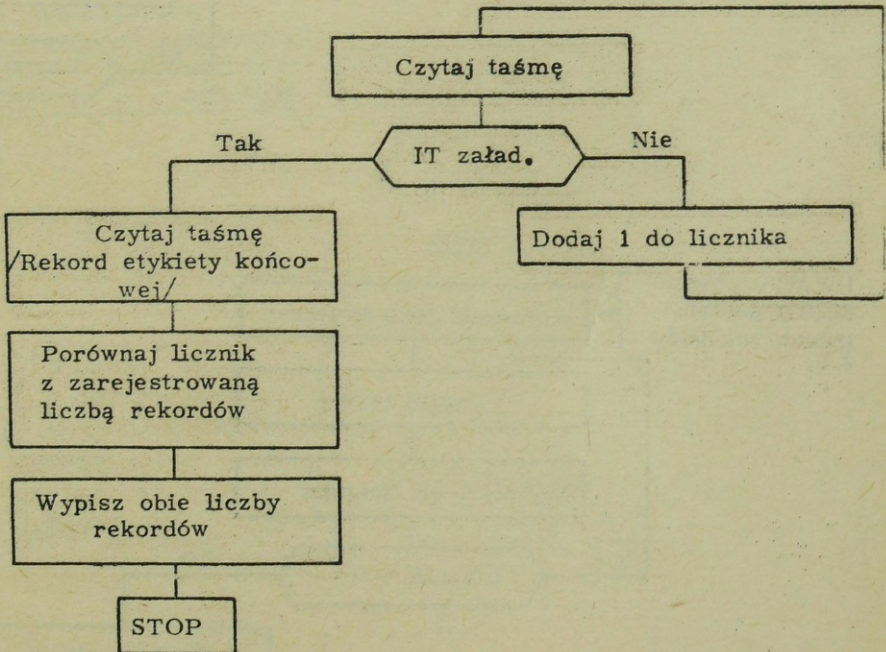 Czytaj taśmę
IT załad.
Tak
Nie
Czytaj taśmę
/Rekord etykiety końco-
wej/
Dodaj 1 do licznika
Porównaj licznik
z zarejestrowaną
liczbą rekordów
Wypisz obie liczby
rekordów
STOP